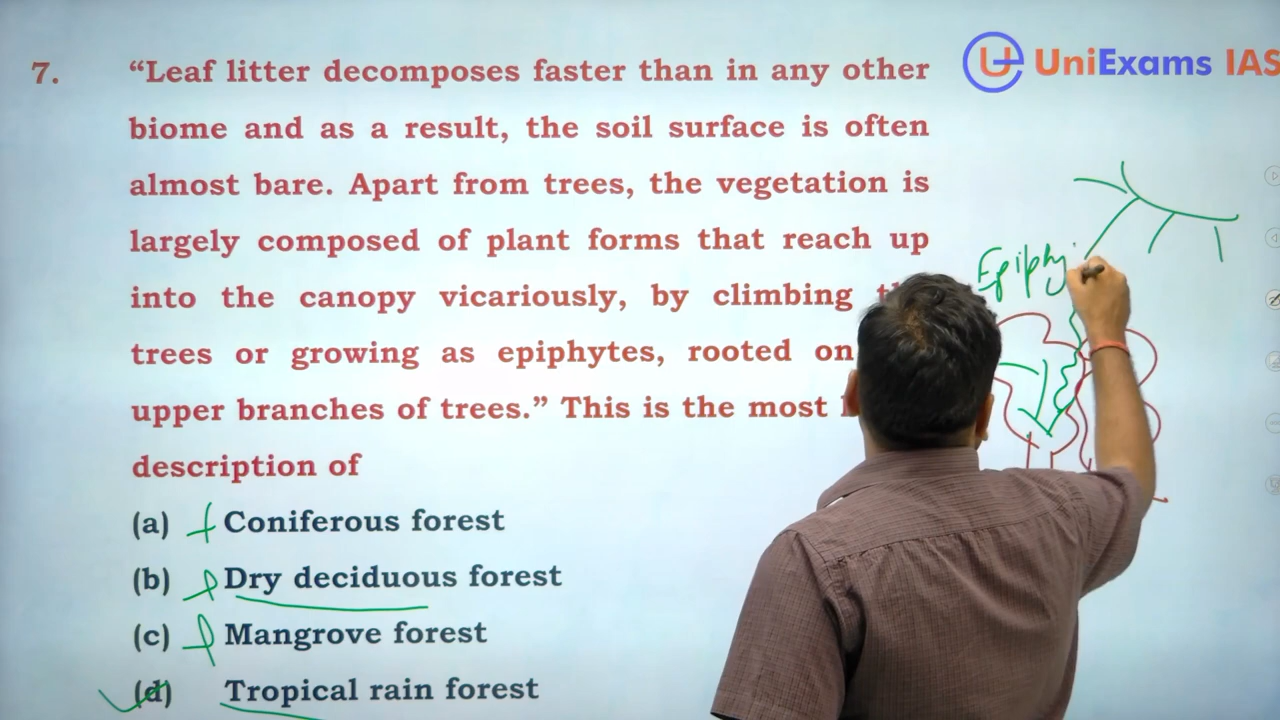 UniExams IAS
7. “Leaf litter decomposes faster than in any other
biome and as a result, the soil surface is often
almost bare. Apart from trees, the vegetation is
largely composed of plant forms that reach up
into the canopy vicariously, by climbing
trees or growing as epiphytes, rooted on
upper branches of trees.” This is the most
description of
(a) Coniferous forest
(b) Dry deciduous forest
(c) Mangrove forest
(d) Tropical rain forest
Epiphy